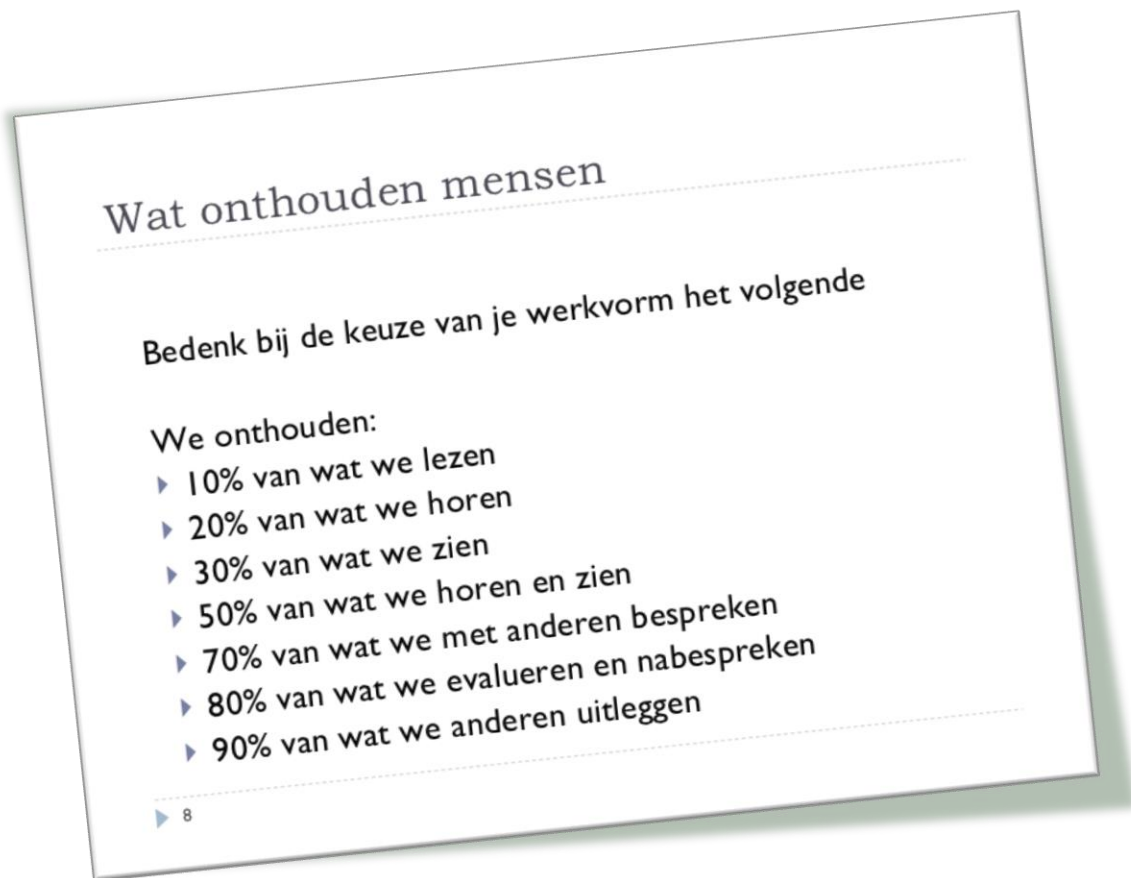 Wat onthouden mensen
Bedenk bij de keuze van je werkvorm het volgende
We onthouden:
10% van wat we lezen
20% van wat we horen
30% van wat we zien
50% van wat we horen en zien
70% van wat we met anderen bespreken
80% van wat we evalueren en nabespreken
90% van wat we anderen uitleggen
8